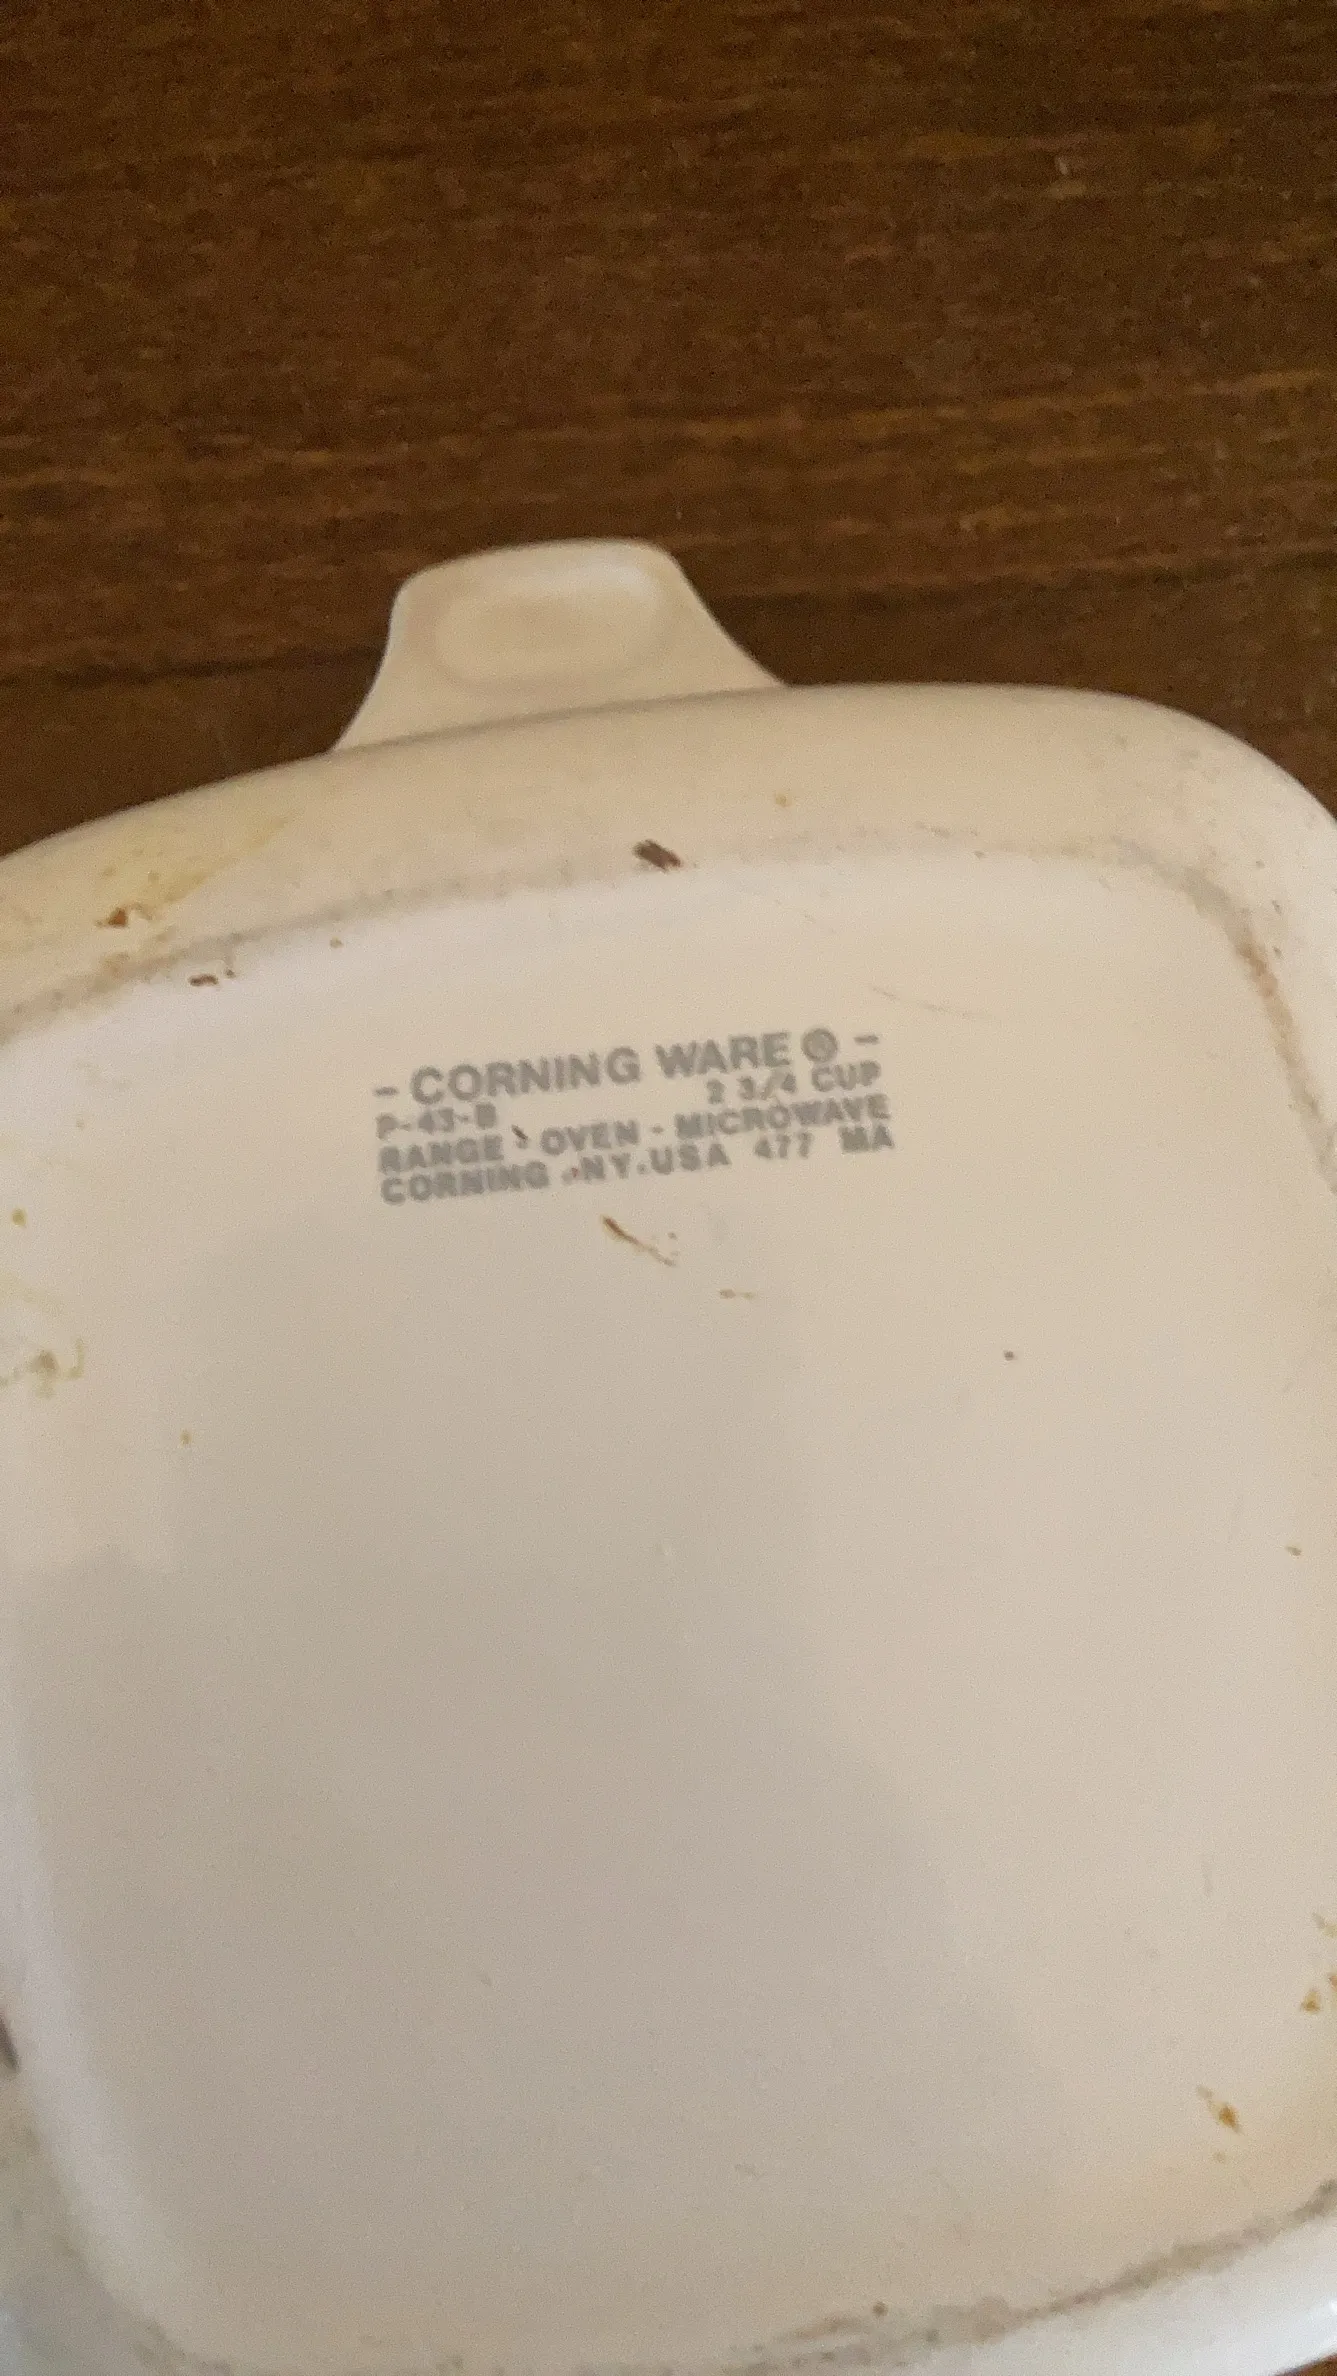 - CORNING WARE ® -
P-43-B 2 3/4 CUP
RANGE - OVEN - MICROWAVE
CORNING .NY.USA 477 MA